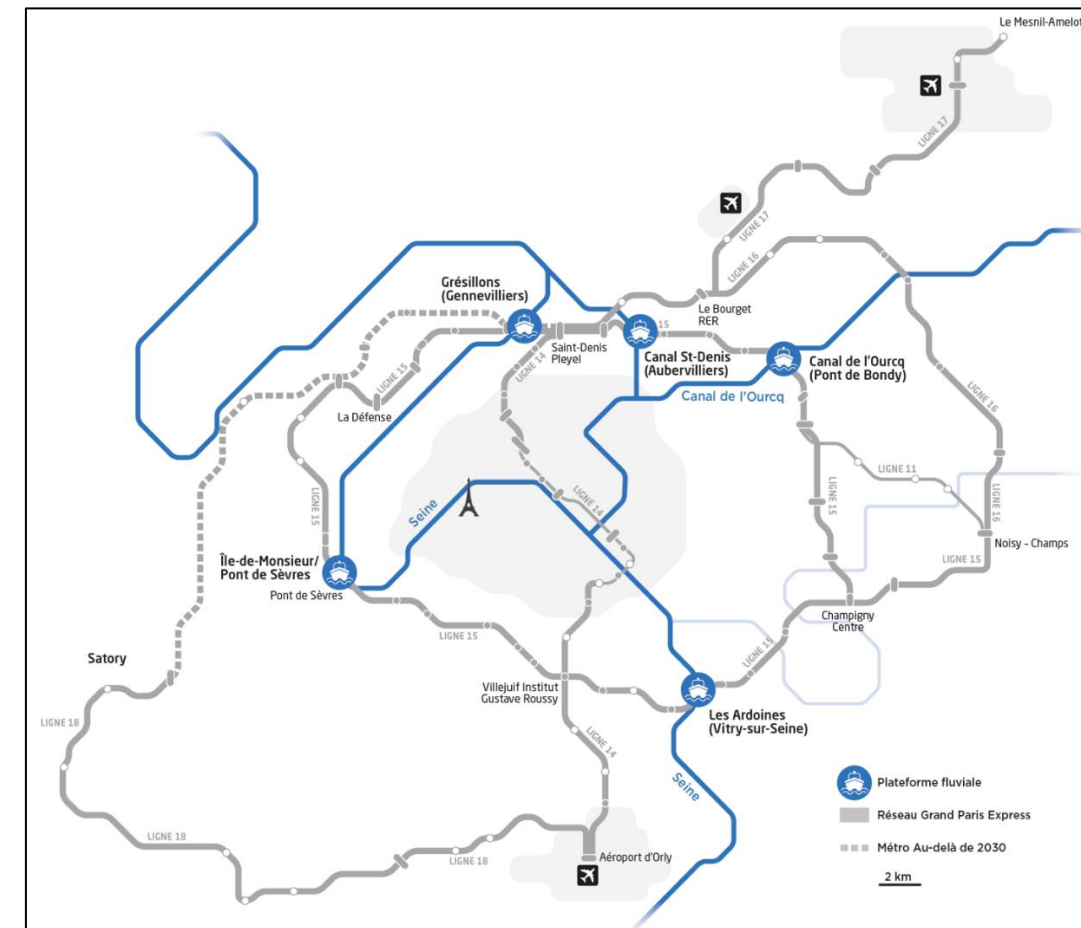 Le Mesnil-Amelot
LIGNE 17
LIGNE 17
LIGNE 16
Grésillons
(Gennevilliers)
Le Bourget
RER
15
Saint-Denis
Pleyel
LIGNE 14
Canal St-Denis
(Aubervilliers)
Canal de l'Ourcq
(Pont de Bondy)
LIGNE 15
La Défense
Canal de l'Ourcq
LIGNE 16
LIGNE 11
LIGNE 15
LIGNE 14
LIGNE 15
Seine
LIGNE 16
Noisy - Champs
Île-de-Monsieur/
Pont de Sèvres
Pont de Sèvres
LIGNE 15
Champigny
Centre
LIGNE 15
LIGNE 15
Satory
Villejuif Institut
Gustave Roussy
Les Ardoines
(Vitry-sur-Seine)
LIGNE 18
LIGNE 14
Seine
Plateforme fluviale
Réseau Grand Paris Express
LIGNE 18
Métro Au-delà de 2030
LIGNE 18
Aéroport d'Orly
2 km